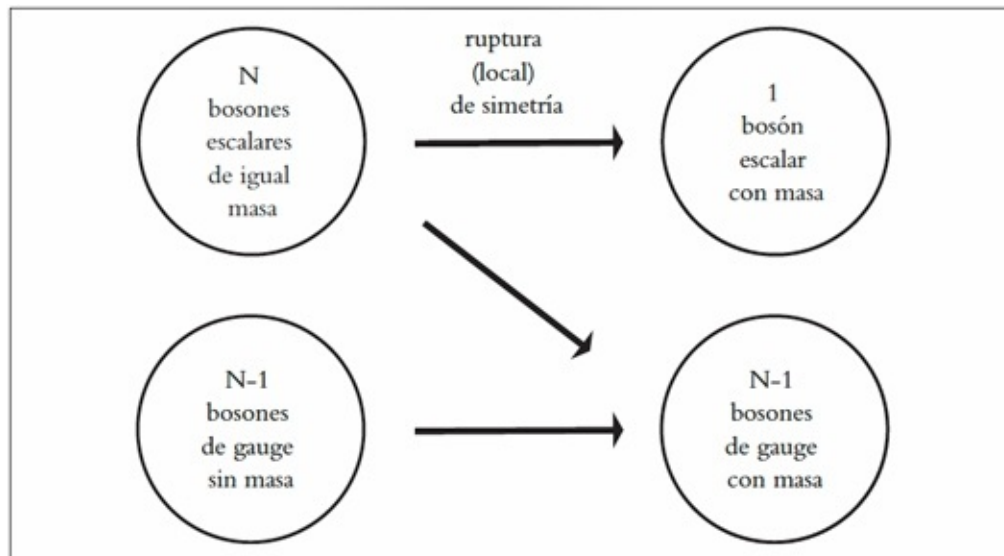 N
bosones
escalares
de igual
masa
ruptura
(local)
de simetría
1
bosón
escalar
con masa
N-1
bosones
de gauge
sin masa
N-1
bosones
de gauge
con masa